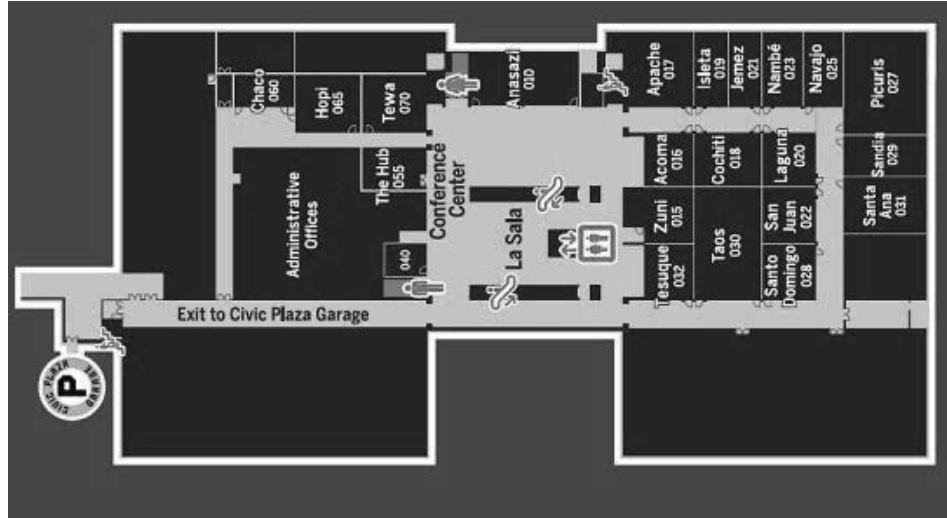 Chaco
060
Hopi
065
Tewa
070
Anasazi
010
Apache
017
Isleta
019
Jemez
021
Nambé
023
Navajo
025
Picuris
027
Administrative
Offices
The Hub
055
040
Conference
Center
La Sala
Acoma
016
Cochiti
018
Laguna
020
Sandia
029
Zuni
015
Taos
030
San
Juan
022
Santa
Ana
031
Tesuque
032
Santo
Domingo
028
Exit to Civic Plaza Garage
CIVIC PLAZA
GARAGE
P